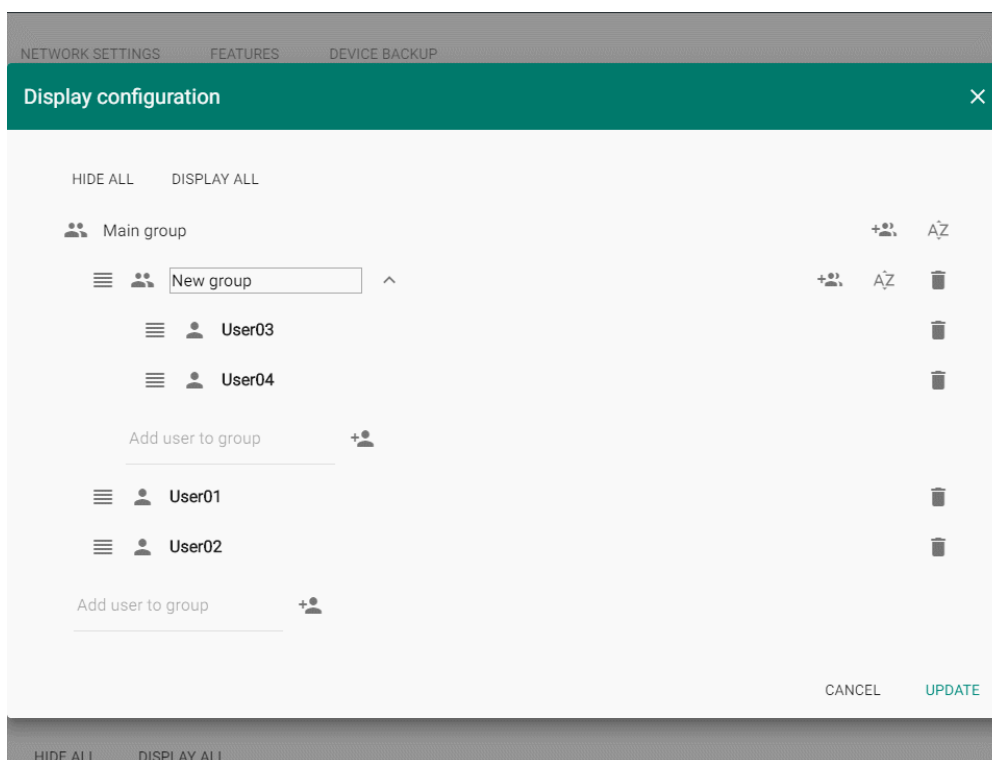 NETWORK SETTINGS FEATURES DEVICE BACKUP
Display configuration
HIDE ALL DISPLAY ALL
Main group
AZ
New group
AZ
User03
User04
Add user to group
User01
User02
Add user to group
CANCEL UPDATE
HIDE ALL DISPLAY ALL